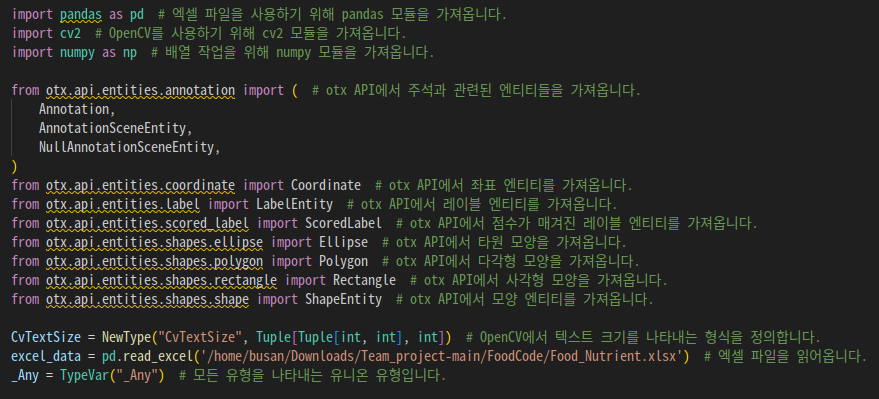 import pandas as pd  # 엑셀 파일을 사용하기 위해 pandas 모듈을 가져옵니다.
import cv2  # OpenCV를 사용하기 위해 cv2 모듈을 가져옵니다.
import numpy as np  # 배열 작업을 위해 numpy 모듈을 가져옵니다.

from otx.api.entities.annotation import (  # otx API에서 주석과 관련된 엔티티들을 가져옵니다.
    Annotation,
    AnnotationSceneEntity,
    NullAnnotationSceneEntity,
)
from otx.api.entities.coordinate import Coordinate  # otx API에서 좌표 엔티티를 가져옵니다.
from otx.api.entities.label import LabelEntity  # otx API에서 레이블 엔티티를 가져옵니다.
from otx.api.entities.scored_label import ScoredLabel  # otx API에서 점수가 매겨진 레이블 엔티티를 가져옵니다.
from otx.api.entities.shapes.ellipse import Ellipse  # otx API에서 타원 모양을 가져옵니다.
from otx.api.entities.shapes.polygon import Polygon  # otx API에서 다각형 모양을 가져옵니다.
from otx.api.entities.shapes.rectangle import Rectangle  # otx API에서 사각형 모양을 가져옵니다.
from otx.api.entities.shapes.shape import ShapeEntity  # otx API에서 모양 엔티티를 가져옵니다.

CvTextSize = NewType("CvTextSize", Tuple[Tuple[int, int], int])  # OpenCV에서 텍스트 크기를 나타내는 형식을 정의합니다.
excel_data = pd.read_excel('/home/busan/Downloads/Team_project-main/FoodCode/Food_Nutrient.xlsx')  # 엑셀 파일을 읽어옵니다.
_Any = TypeVar("_Any")  # 모든 유형을 나타내는 유니온 유형입니다.